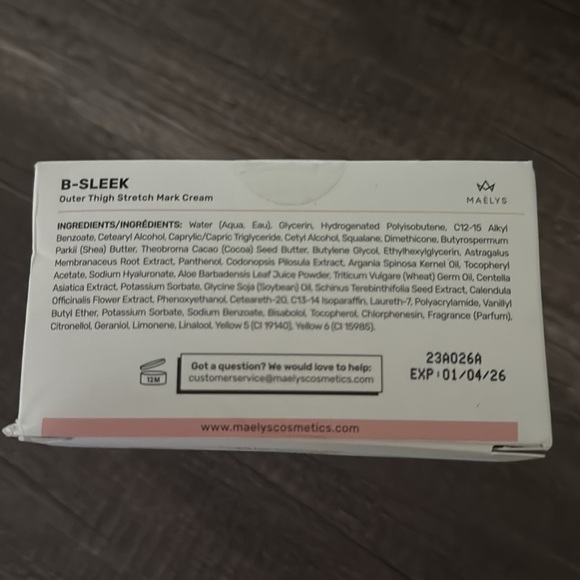 B-SLEEK
Outer Thigh Stretch Mark Cream
MAËLYS
INGREDIENTS/INGRÉDIENTS: Water (Aqua, Eau), Glycerin, Hydrogenated Polyisobutene, C12-15 Alkyl
Benzoate, Cetearyl Alcohol, Caprylic/Capric Triglyceride, Cetyl Alcohol, Squalane, Dimethicone, Butyrospermum
Parkii (Shea) Butter, Theobroma Cacao (Cocoa) Seed Butter, Butylene Glycol, Ethylhexylglycerin, Astragalus
Membranaceus Root Extract, Panthenol, Codonopsis Pilosula Extract, Argania Spinosa Kernel Oil, Tocopheryl
Acetate, Sodium Hyaluronate, Aloe Barbadensis Leaf Juice Powder, Triticum Vulgare (Wheat) Germ Oil, Centella
Asiatica Extract, Potassium Sorbate, Glycine Soja (Soybean) Oil, Schinus Terebinthifolia Seed Extract, Calendula
Officinalis Flower Extract, Phenoxyethanol, Ceteareth-20, C13-14 Isoparaffin, Laureth-7, Polyacrylamide, Vanillyl
Butyl Ether, Potassium Sorbate, Sodium Benzoate, Bisabolol, Tocopherol, Chlorphenesin, Fragrance (Parfum),
Citronellol, Geraniol, Limonene, Linalool, Yellow 5 (CI 19140), Yellow 6 (CI 15985).
12M
Got a question? We would love to help:
customerservice@maelyscosmetics.com
23A026A
EXP:01/04/26
www.maelyscosmetics.com